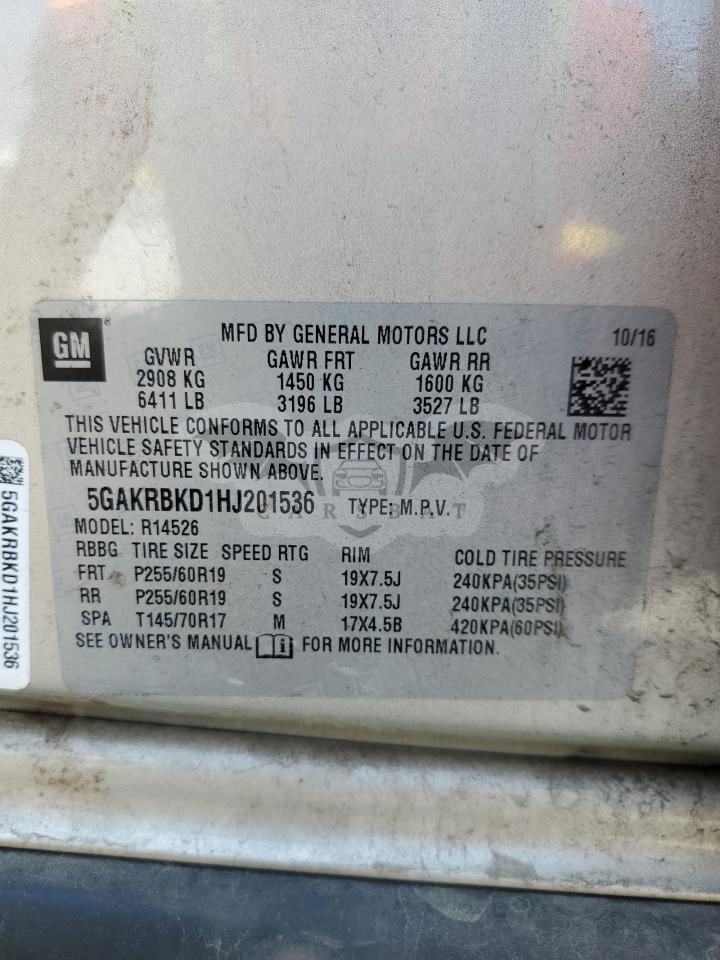 GM
®
MFD BY GENERAL MOTORS LLC 10/16
GVWR GAWR FRT GAWR RR
2908 KG 1450 KG 1600 KG
6411 LB 3196 LB 3527 LB
THIS VEHICLE CONFORMS TO ALL APPLICABLE U.S. FEDERAL MOTOR
VEHICLE SAFETY STANDARDS IN EFFECT ON THE DATE OF
MANUFACTURE SHOWN ABOVE.
5GAKRBKD1HJ201536 TYPE: M.P.V.
CARSBAT
MODEL: R14526
RBBG TIRE SIZE SPEED RTG RIM COLD TIRE PRESSURE
FRT P255/60R19 S 19X7.5J 240KPA(35PSI)
RR P255/60R19 S 19X7.5J 240KPA(35PSI)
SPA T145/70R17 M 17X4.5B 420KPA(60PSI)
SEE OWNER'S MANUAL i FOR MORE INFORMATION.
5GAKRBKD1HJ201536